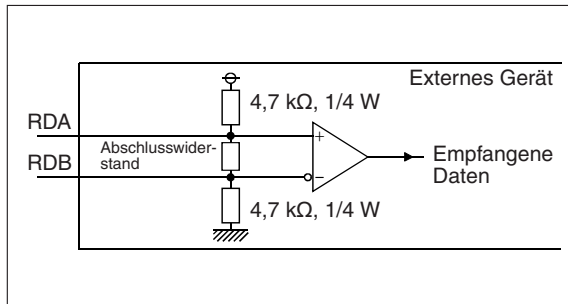 Externes Gerät
4,7 kΩ, 1/4 W
RDA
Abschlusswider-
stand
+
RDB
−
Empfangene
Daten
4,7 kΩ, 1/4 W